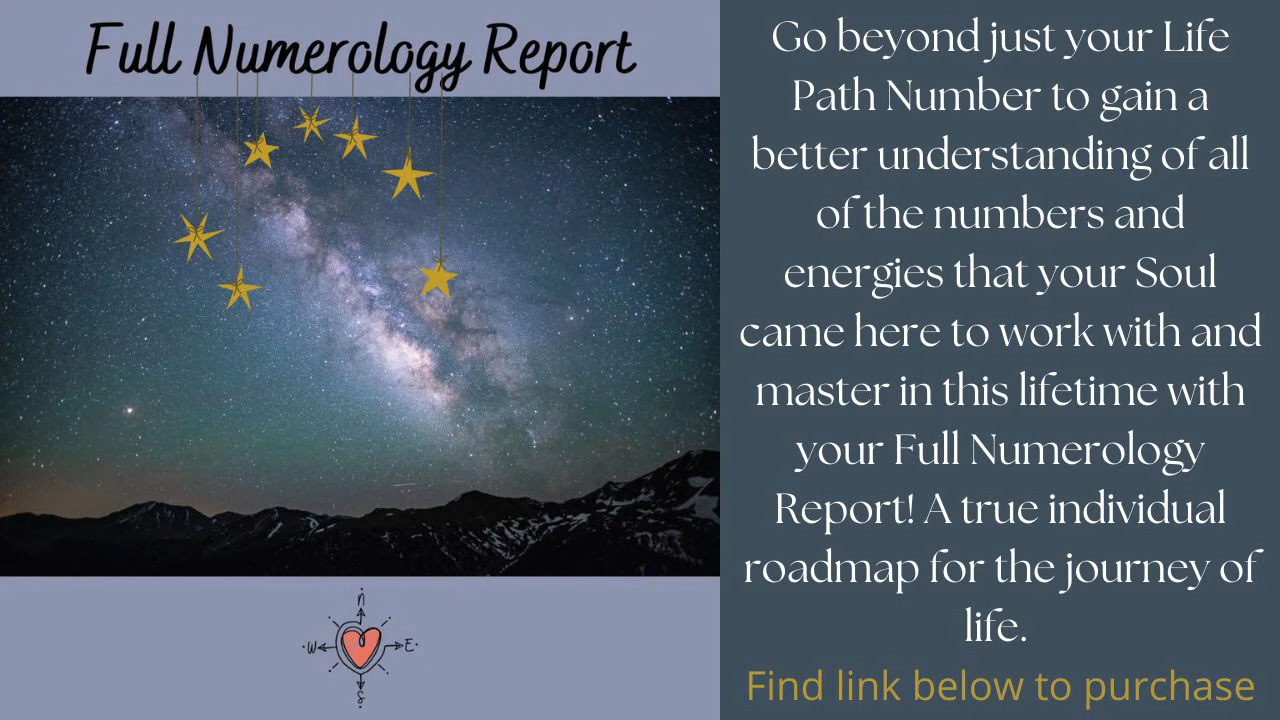 Full Numerology Report
n
W E
s
Go beyond just your Life
Path Number to gain a
better understanding of all
of the numbers and
energies that your Soul
came here to work with and
master in this lifetime with
your Full Numerology
Report! A true individual
roadmap for the journey of
life.
Find link below to purchase